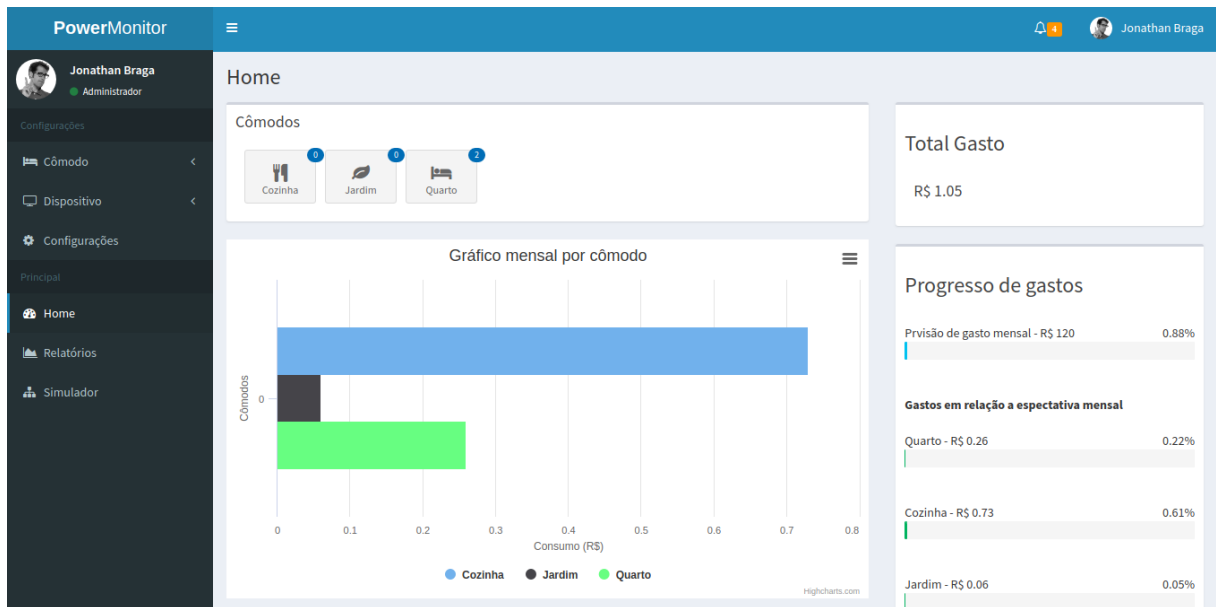 PowerMonitor
4
Jonathan Braga
Jonathan Braga
Administrador
Configurações
Cômodo
Dispositivo
Configurações
Principal
Home
Relatórios
Simulador
Home
Cômodos
0
Cozinha
0
Jardim
2
Quarto
Gráfico mensal por cômodo
Cômodos
0
0 0.1 0.2 0.3 0.4 0.5 0.6 0.7 0.8
Consumo (R$)
Cozinha Jardim Quarto
Highcharts.com
Total Gasto
R$ 1.05
Progresso de gastos
Prvisão de gasto mensal - R$ 120 0.88%
Gastos em relação a espectativa mensal
Quarto - R$ 0.26 0.22%
Cozinha - R$ 0.73 0.61%
Jardim - R$ 0.06 0.05%